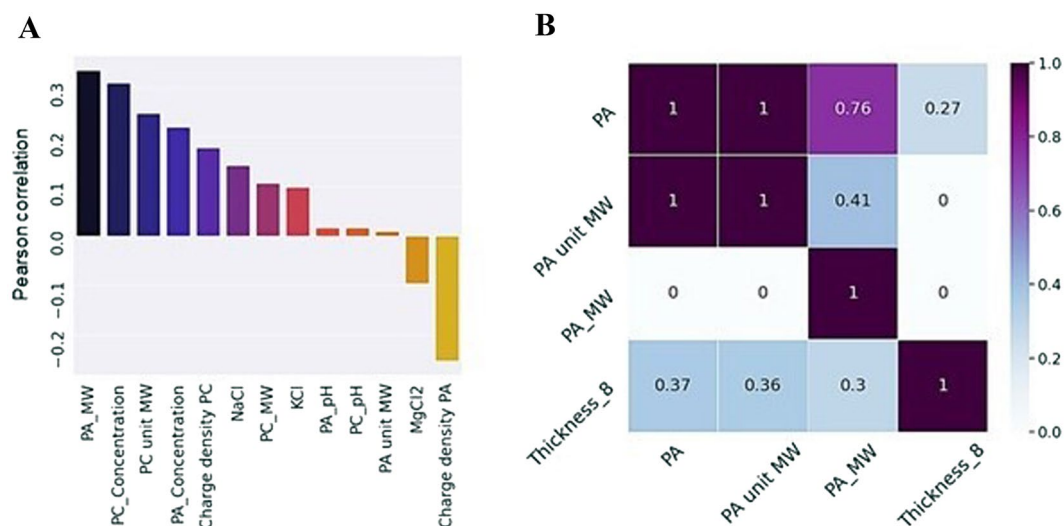 A
Pearson correlation
0.3
0.2
0.1
0.0
−0.1
−0.2
PA_MW
PC_Concentration
PC unit MW
PA_Concentration
Charge density PC
NaCl
PC_MW
KCl
PA_pH
PC_pH
PA unit MW
MgCl2
Charge density PA
B
PA
1 1 0.76 0.27
PA unit MW
1 1 0.41 0
PA_MW
0 0 1 0
Thickness_8
0.37 0.36 0.3 1
PA
PA unit MW
PA_MW
Thickness_8
1.0
0.8
0.6
0.4
0.2
0.0